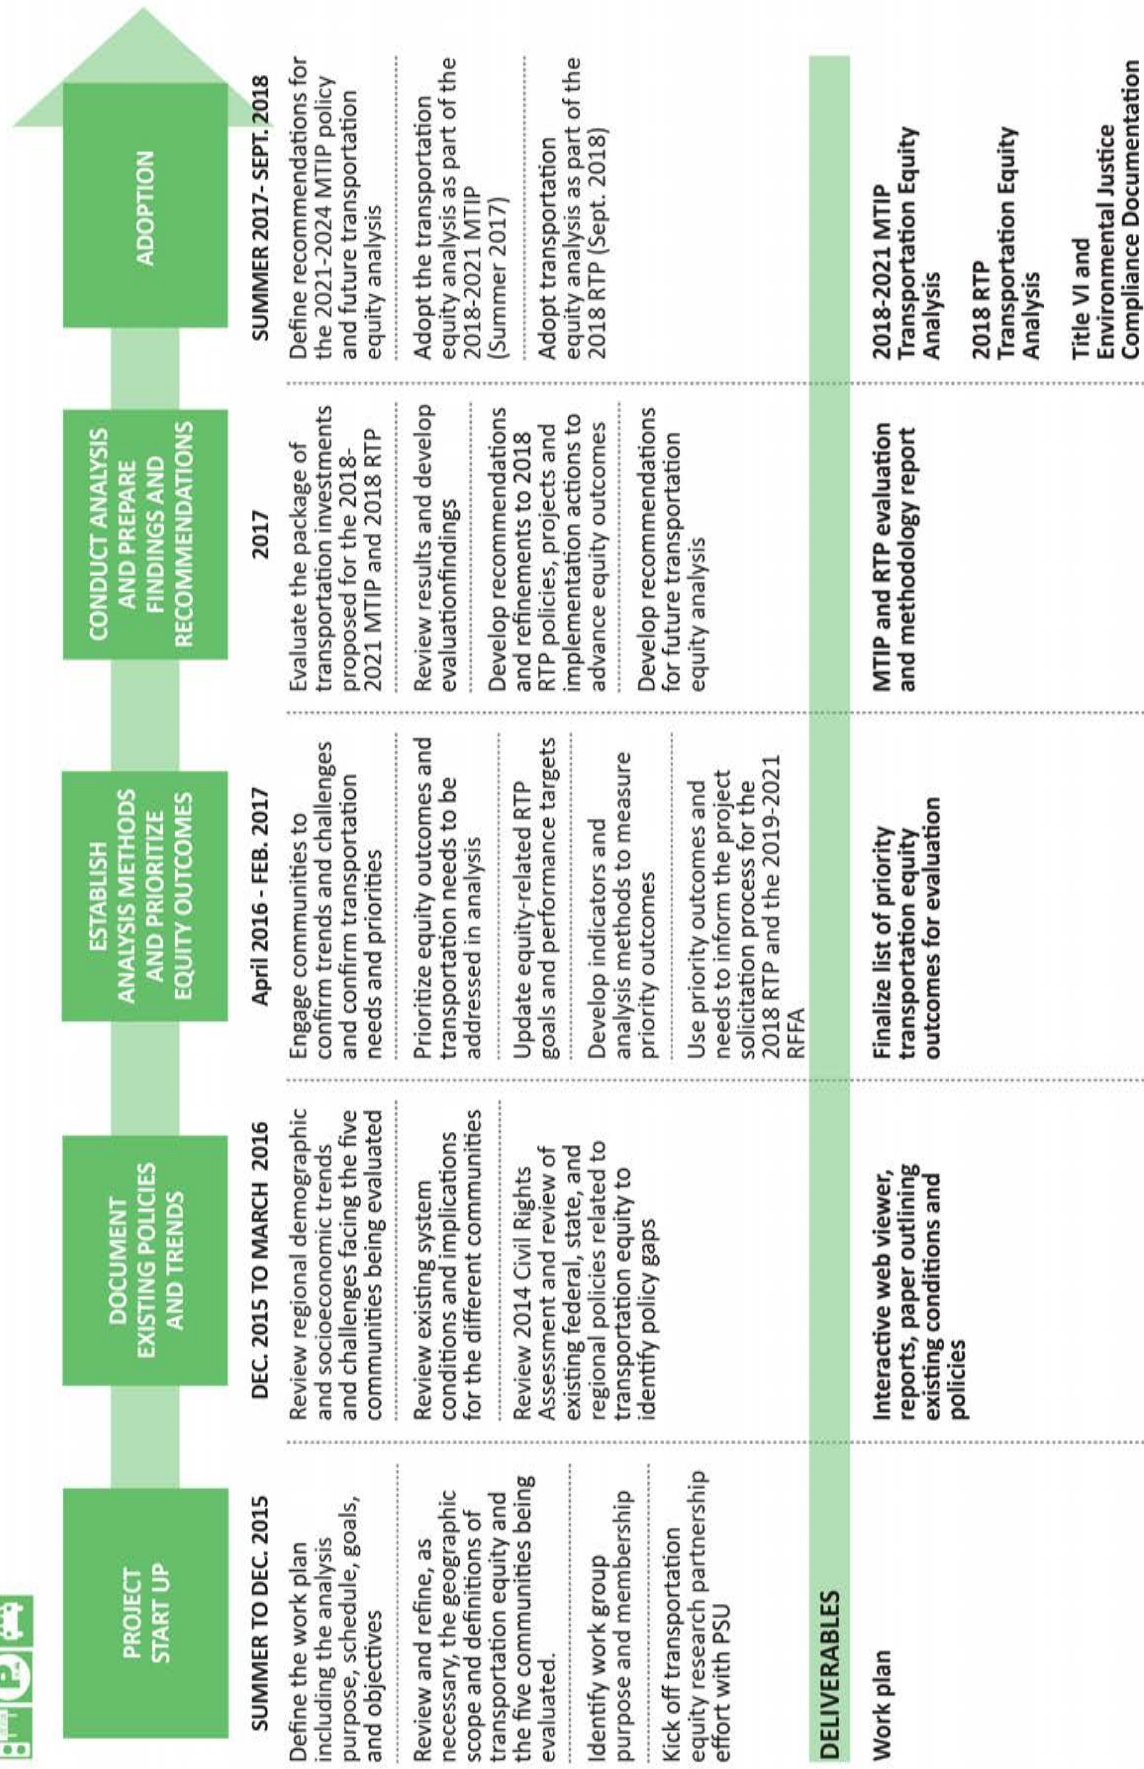 PROJECT
START UP
SUMMER TO DEC. 2015
Define the work plan
including the analysis
purpose, schedule, goals,
and objectives
Review and refine, as
necessary, the geographic
scope and definitions of
transportation equity and
the five communities being
evaluated.
Identify work group
purpose and membership
Kick off transportation
equity research partnership
effort with PSU
DOCUMENT
EXISTING POLICIES
AND TRENDS
DEC. 2015 TO MARCH 2016
Review regional demographic
and socioeconomic trends
and challenges facing the five
communities being evaluated
Review existing system
conditions and implications
for the different communities
Review 2014 Civil Rights
Assessment and review of
existing federal, state, and
regional policies related to
transportation equity to
identify policy gaps
ESTABLISH
ANALYSIS METHODS
AND PRIORITIZE
EQUITY OUTCOMES
April 2016 - FEB. 2017
Engage communities to
confirm trends and challenges
and confirm transportation
needs and priorities
Prioritize equity outcomes and
transportation needs to be
addressed in analysis
Update equity-related RTP
goals and performance targets
Develop indicators and
analysis methods to measure
priority outcomes
Use priority outcomes and
needs to inform the project
solicitation process for the
2018 RTP and the 2019-2021
RFFA
CONDUCT ANALYSIS
AND PREPARE
FINDINGS AND
RECOMMENDATIONS
2017
Evaluate the package of
transportation investments
proposed for the 2018-
2021 MTIP and 2018 RTP
Review results and develop
evaluationfindings
Develop recommendations
and refinements to 2018
RTP policies, projects and
implementation actions to
advance equity outcomes
Develop recommendations
for future transportation
equity analysis
ADOPTION
SUMMER 2017- SEPT. 2018
Define recommendations for
the 2021-2024 MTIP policy
and future transportation
equity analysis
Adopt the transportation
equity analysis as part of the
2018-2021 MTIP
(Summer 2017)
Adopt transportation
equity analysis as part of the
2018 RTP (Sept. 2018)
DELIVERABLES
Work plan
Interactive web viewer,
reports, paper outlining
existing conditions and
policies
Finalize list of priority
transportation equity
outcomes for evaluation
MTIP and RTP evaluation
and methodology report
2018-2021 MTIP
Transportation Equity
Analysis
2018 RTP
Transportation Equity
Analysis
Title VI and
Environmental Justice
Compliance Documentation